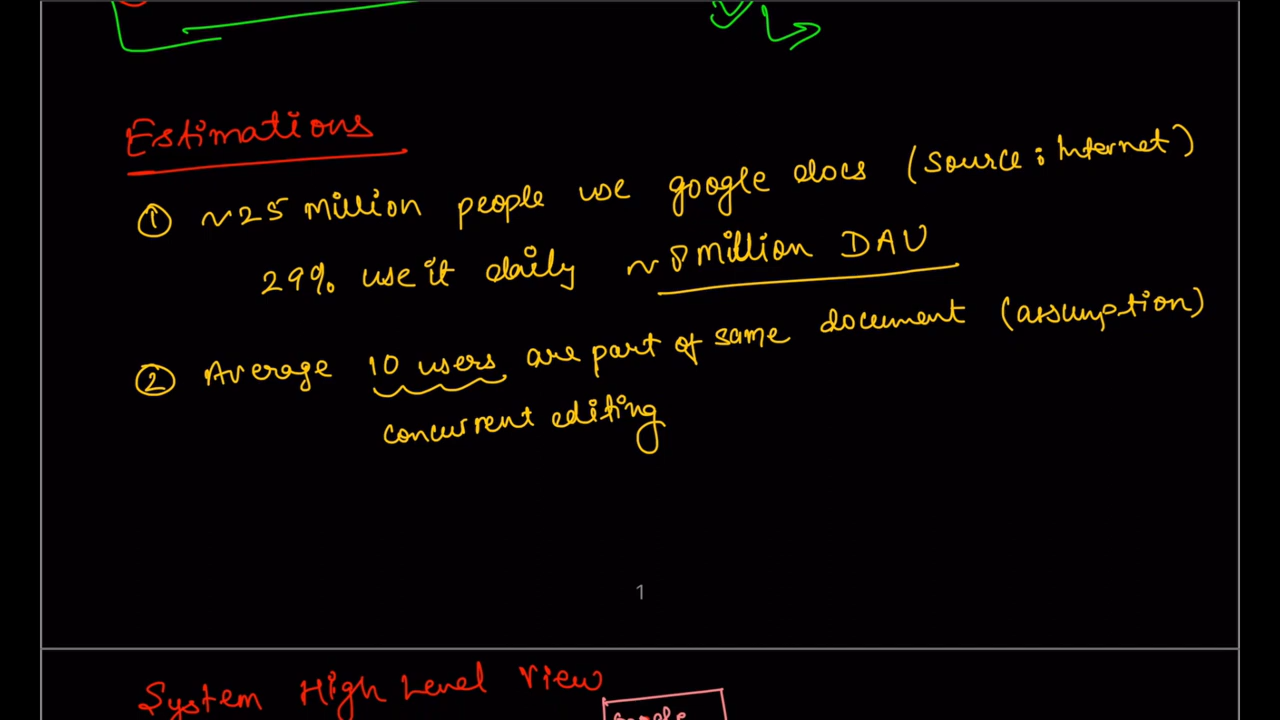 Estimations
① ~25 million people use google docs (source: Internet)
29% use it daily ~8 million DAU
② Average 10 users are part of same document (assumption)
concurrent editing
1
System High Level View
Google